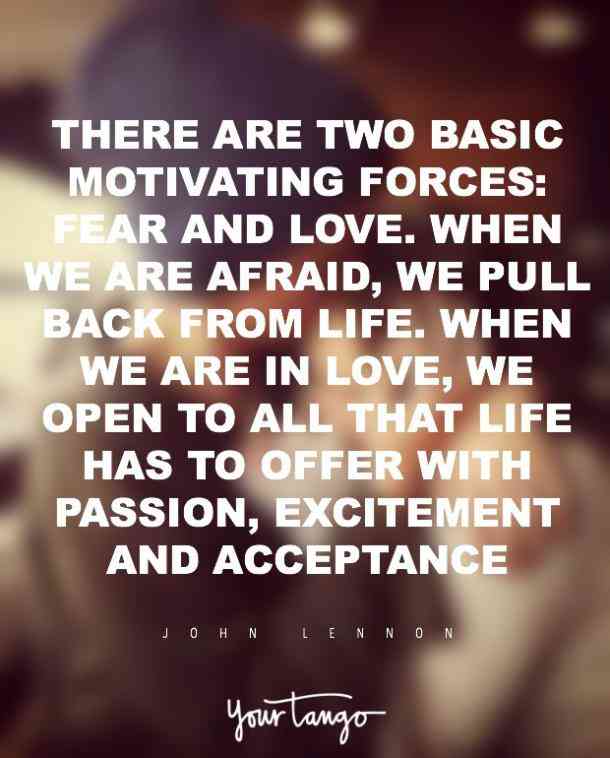 THERE ARE TWO BASIC
MOTIVATING FORCES:
FEAR AND LOVE. WHEN
WE ARE AFRAID, WE PULL
BACK FROM LIFE. WHEN
WE ARE IN LOVE, WE
OPEN TO ALL THAT LIFE
HAS TO OFFER WITH
PASSION, EXCITEMENT
AND ACCEPTANCE
JOHN LENNON
Yourtango